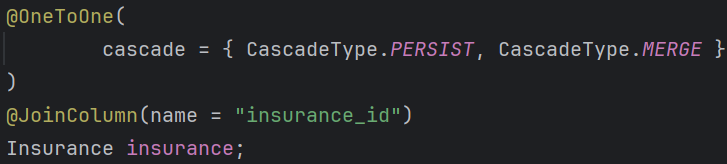 @OneToOne(
        cascade = { CascadeType.PERSIST, CascadeType.MERGE }
)
@JoinColumn(name = "insurance_id")
Insurance insurance;